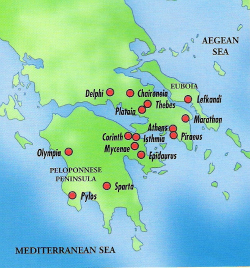 AEGEAN
SEA
EUBOIA
Delphi
Chaironeia
Thebes
Plataia
Lefkandi
Marathon
Athens
Piraeus
Corinth
Isthmia
Mycenae
Epidaurus
Olympia
PELOPONNESE
PENINSULA
Sparta
Pylos
MEDITERRANEAN SEA